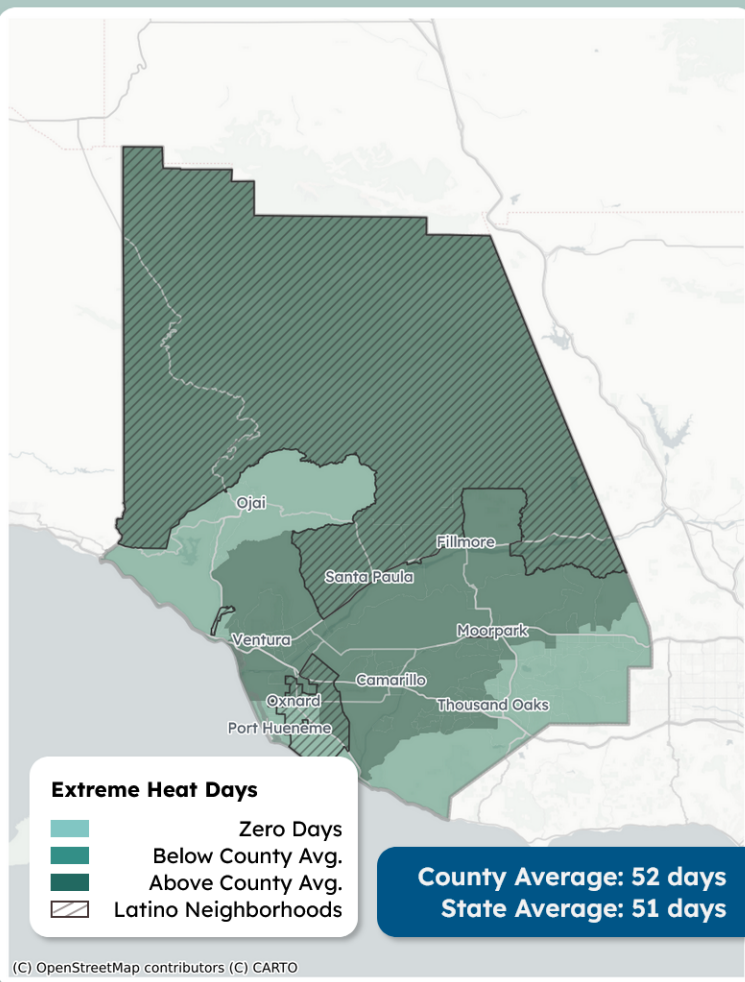 Ojai
Fillmore
Santa Paula
Moorpark
Ventura
Camarillo
Oxnard
Thousand Oaks
Port Hueneme
Extreme Heat Days
Zero Days
Below County Avg.
Above County Avg.
Latino Neighborhoods
County Average: 52 days
State Average: 51 days
(C) OpenStreetMap contributors (C) CARTO